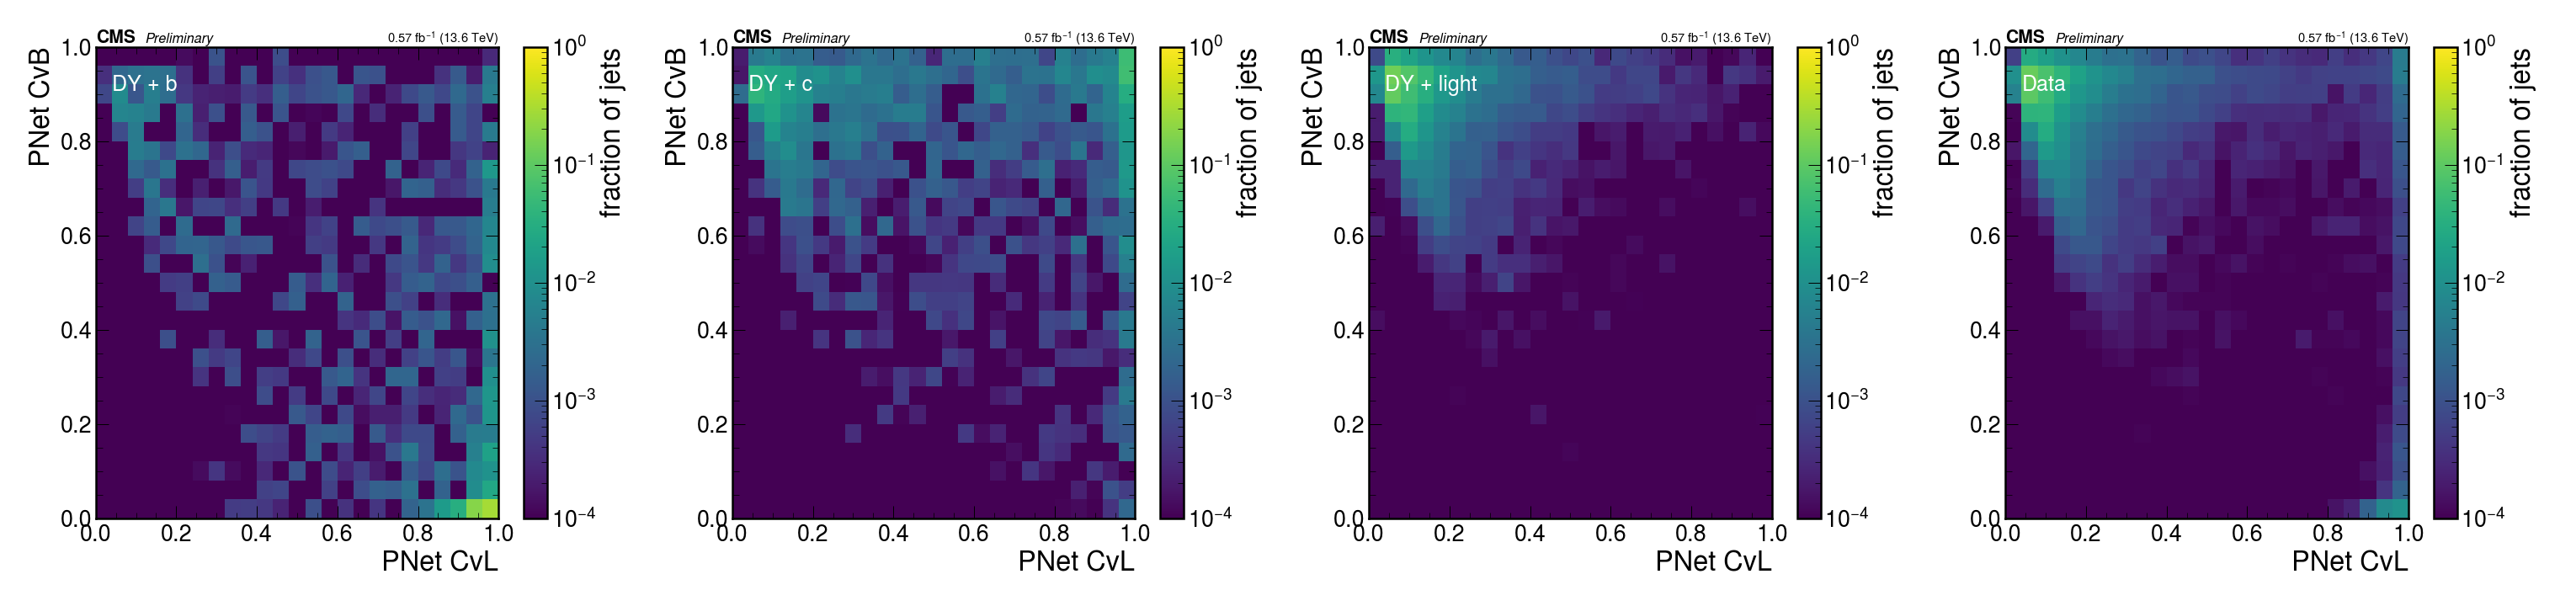 CMS Preliminary 0.57 fb⁻¹ (13.6 TeV)
DY + b
PNet CvB
1.0
0.8
0.6
0.4
0.2
0.0
0.0 0.2 0.4 0.6 0.8 1.0
PNet CvL
10⁰
10⁻¹
10⁻²
10⁻³
10⁻⁴
fraction of jets
CMS Preliminary 0.57 fb⁻¹ (13.6 TeV)
DY + c
PNet CvB
1.0
0.8
0.6
0.4
0.2
0.0
0.0 0.2 0.4 0.6 0.8 1.0
PNet CvL
10⁰
10⁻¹
10⁻²
10⁻³
10⁻⁴
fraction of jets
CMS Preliminary 0.57 fb⁻¹ (13.6 TeV)
DY + light
PNet CvB
1.0
0.8
0.6
0.4
0.2
0.0
0.0 0.2 0.4 0.6 0.8 1.0
PNet CvL
10⁰
10⁻¹
10⁻²
10⁻³
10⁻⁴
fraction of jets
CMS Preliminary 0.57 fb⁻¹ (13.6 TeV)
Data
PNet CvB
1.0
0.8
0.6
0.4
0.2
0.0
0.0 0.2 0.4 0.6 0.8 1.0
PNet CvL
10⁰
10⁻¹
10⁻²
10⁻³
10⁻⁴
fraction of jets